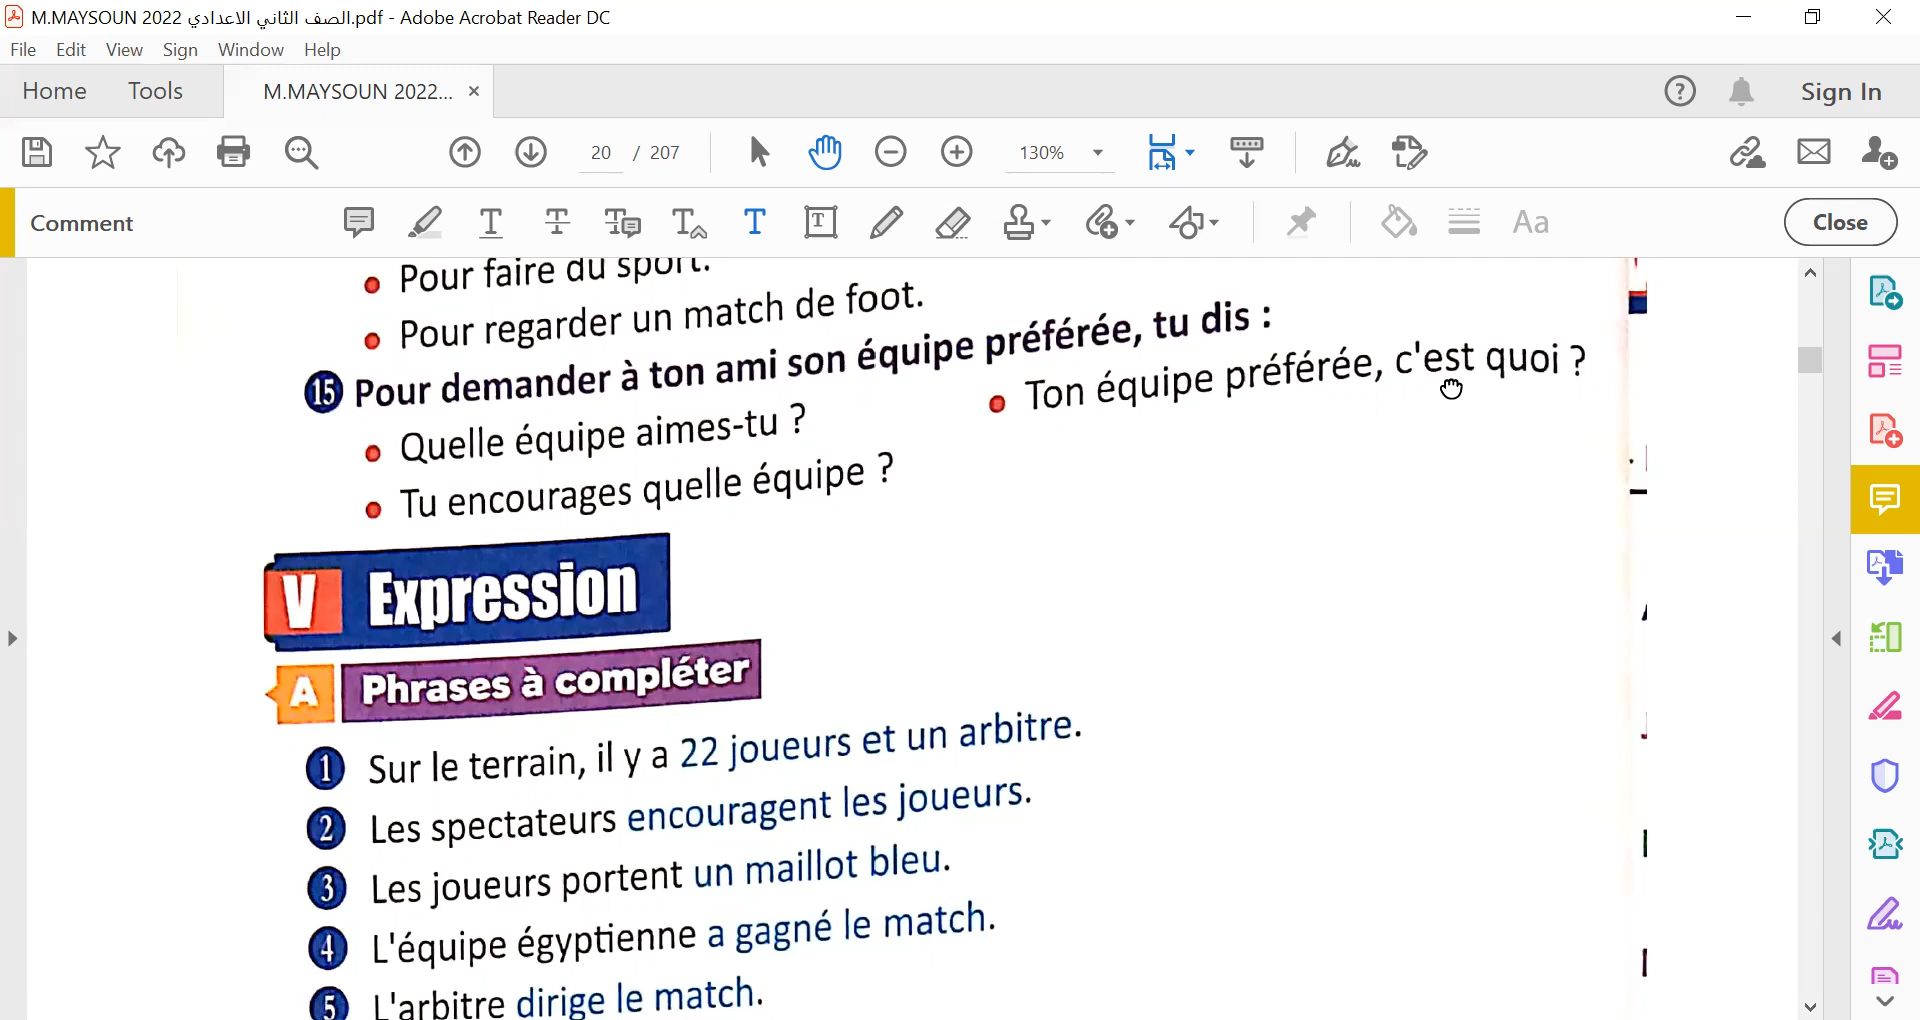 M.MAYSOUN 2022 الصف الثاني الاعدادي.pdf - Adobe Acrobat Reader DC
File Edit View Sign Window Help
Home Tools M.MAYSOUN 2022... × Sign In
20 / 207 130%
Comment Close
• Pour faire du sport.
• Pour regarder un match de foot.
15 Pour demander à ton ami son équipe préférée, tu dis :
• Quelle équipe aimes-tu ? • Ton équipe préférée, c'est quoi ?
• Tu encourages quelle équipe ?
V Expression
A Phrases à compléter
1 Sur le terrain, il y a 22 joueurs et un arbitre.
2 Les spectateurs encouragent les joueurs.
3 Les joueurs portent un maillot bleu.
4 L'équipe égyptienne a gagné le match.
5 L'arbitre dirige le match.